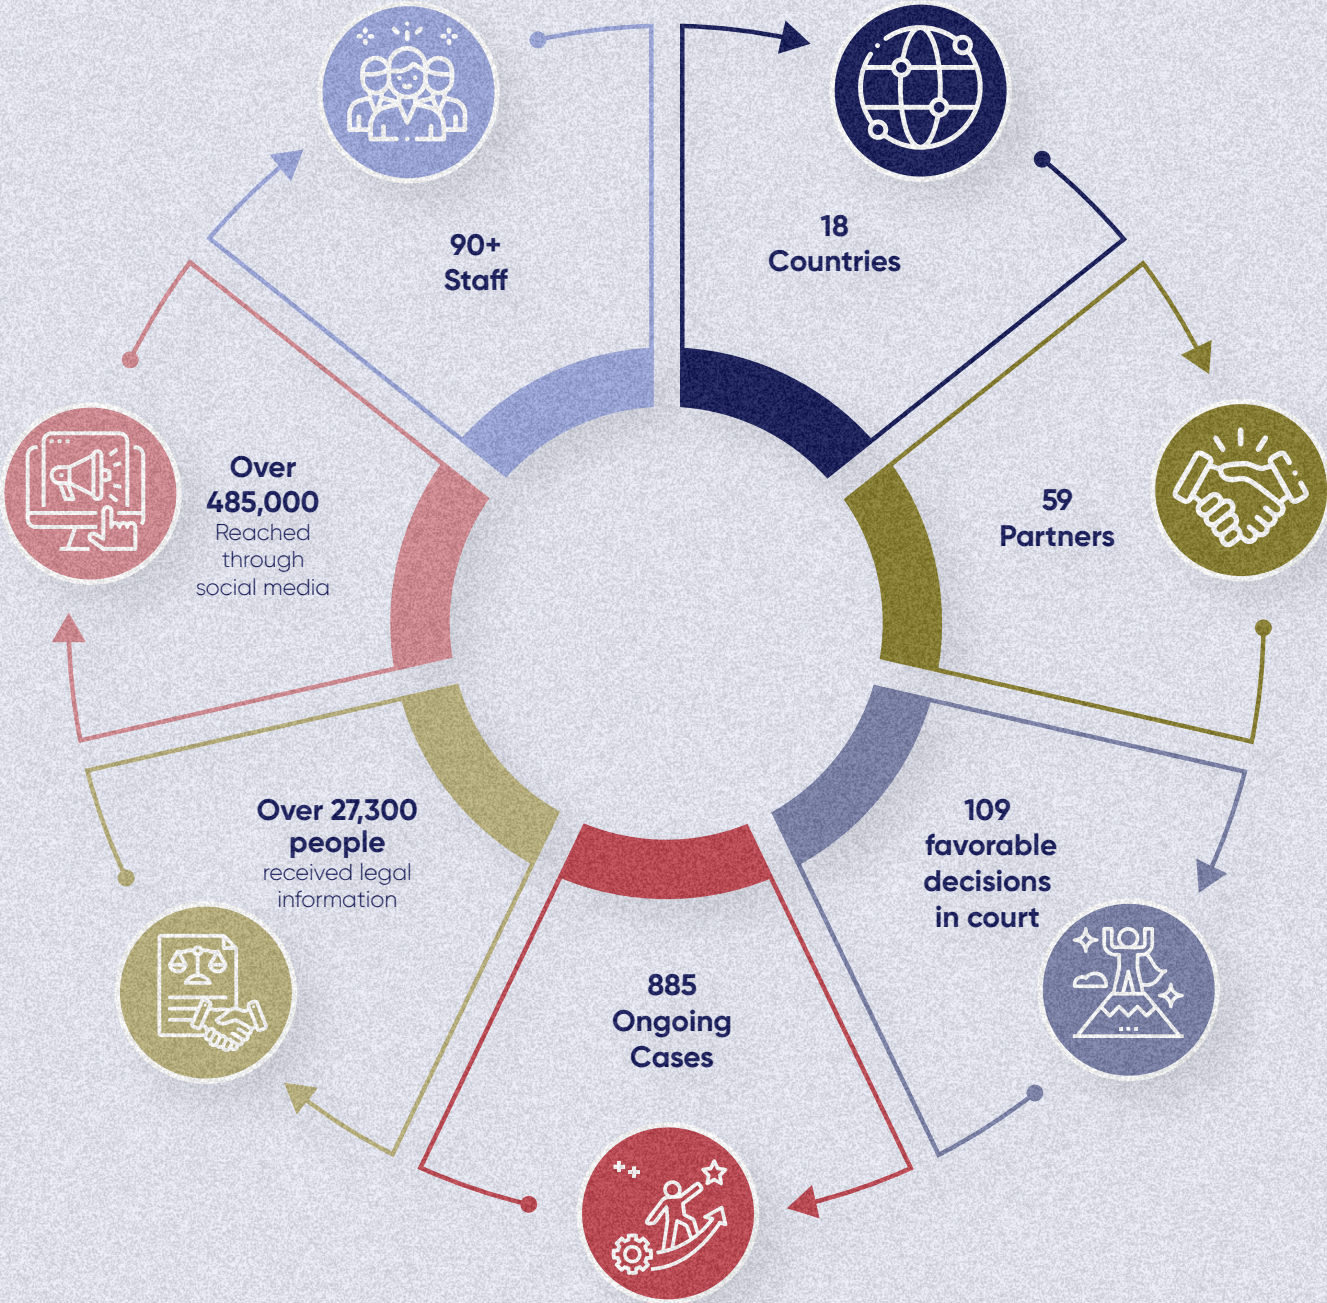 90+
Staff
18
Countries
Over
485,000
Reached
through
social media
59
Partners
Over 27,300
people
received legal
information
109
favorable
decisions
in court
885
Ongoing
Cases